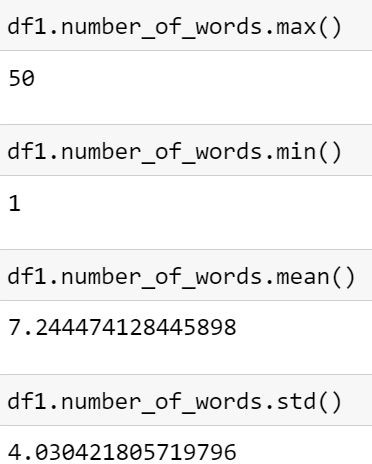 df1.number_of_words.max()
50
df1.number_of_words.min()
1
df1.number_of_words.mean()
7.244474128445898
df1.number_of_words.std()
4.030421805719796